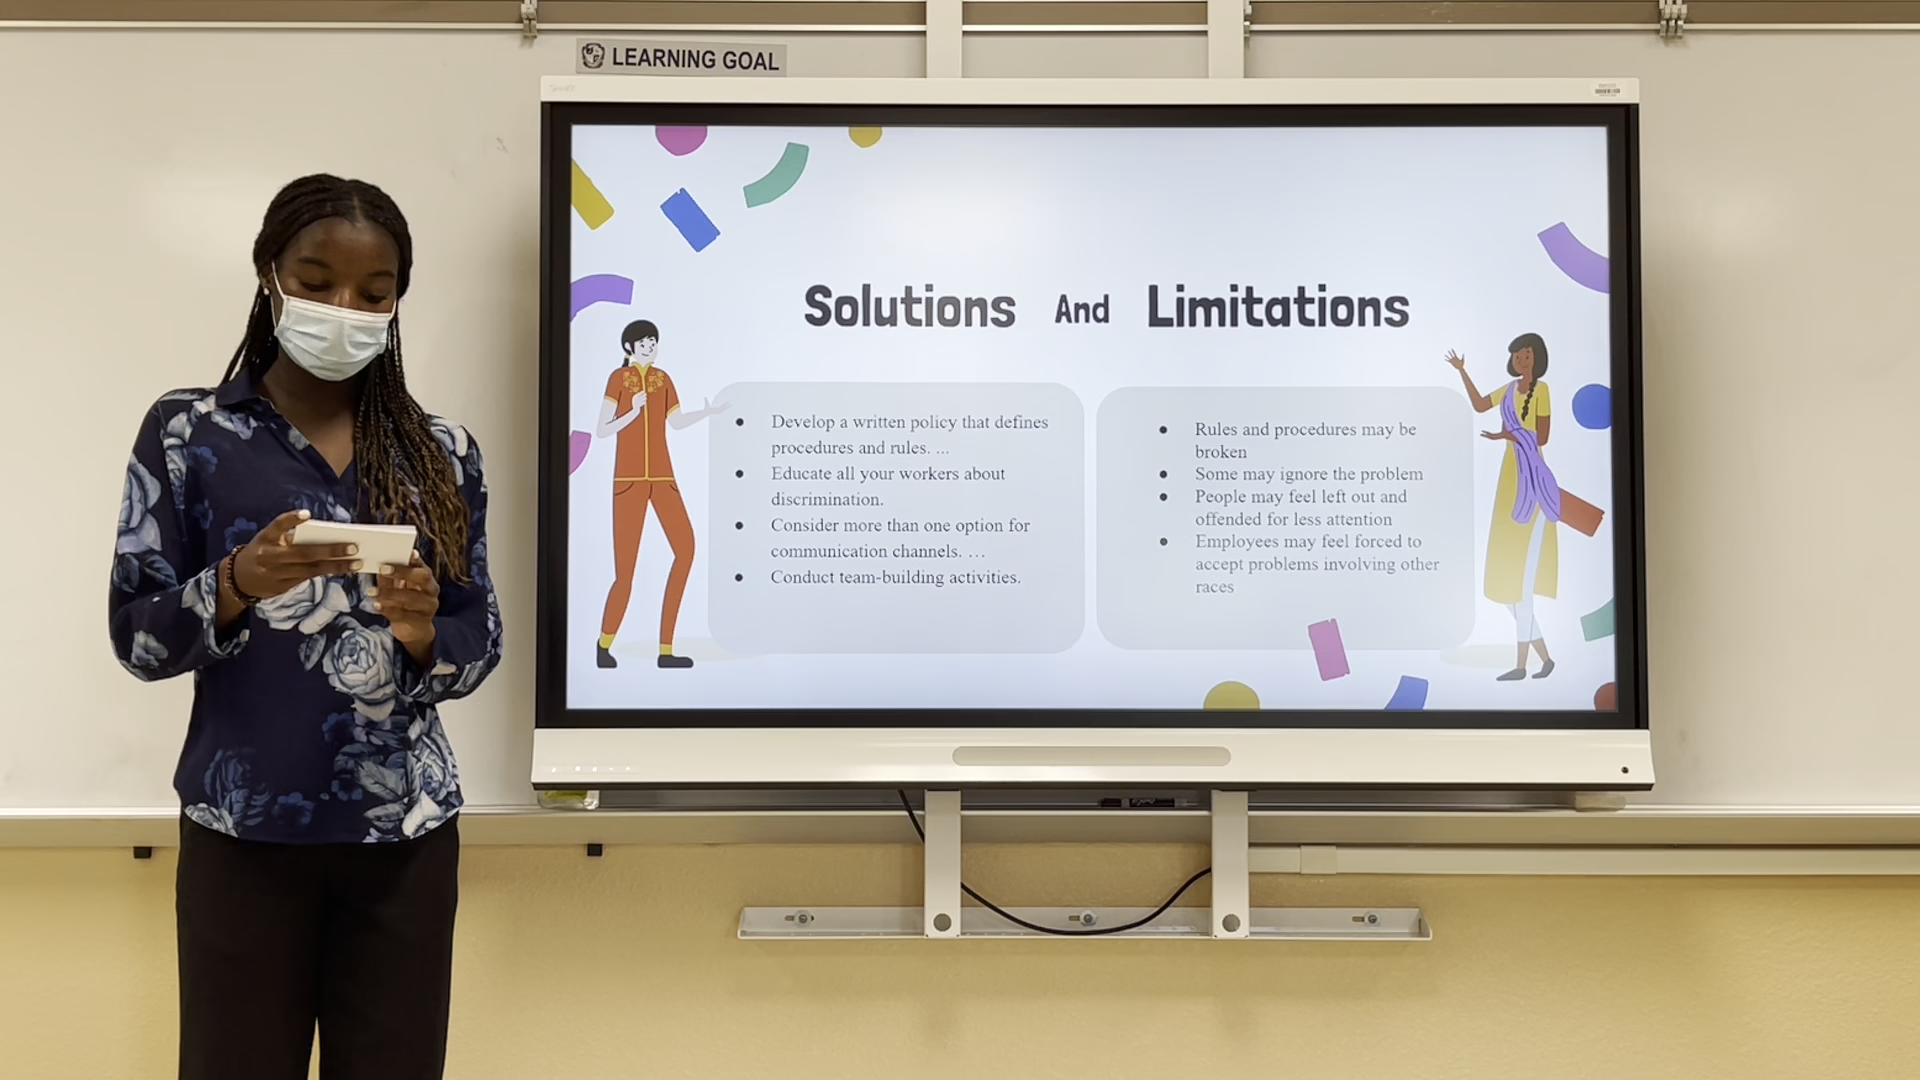 LEARNING GOAL
Solutions And Limitations
● Develop a written policy that defines
procedures and rules. ...
● Educate all your workers about
discrimination.
● Consider more than one option for
communication channels. ...
● Conduct team-building activities.
● Rules and procedures may be
broken
● Some may ignore the problem
● People may feel left out and
offended for less attention
● Employees may feel forced to
accept problems involving other
races